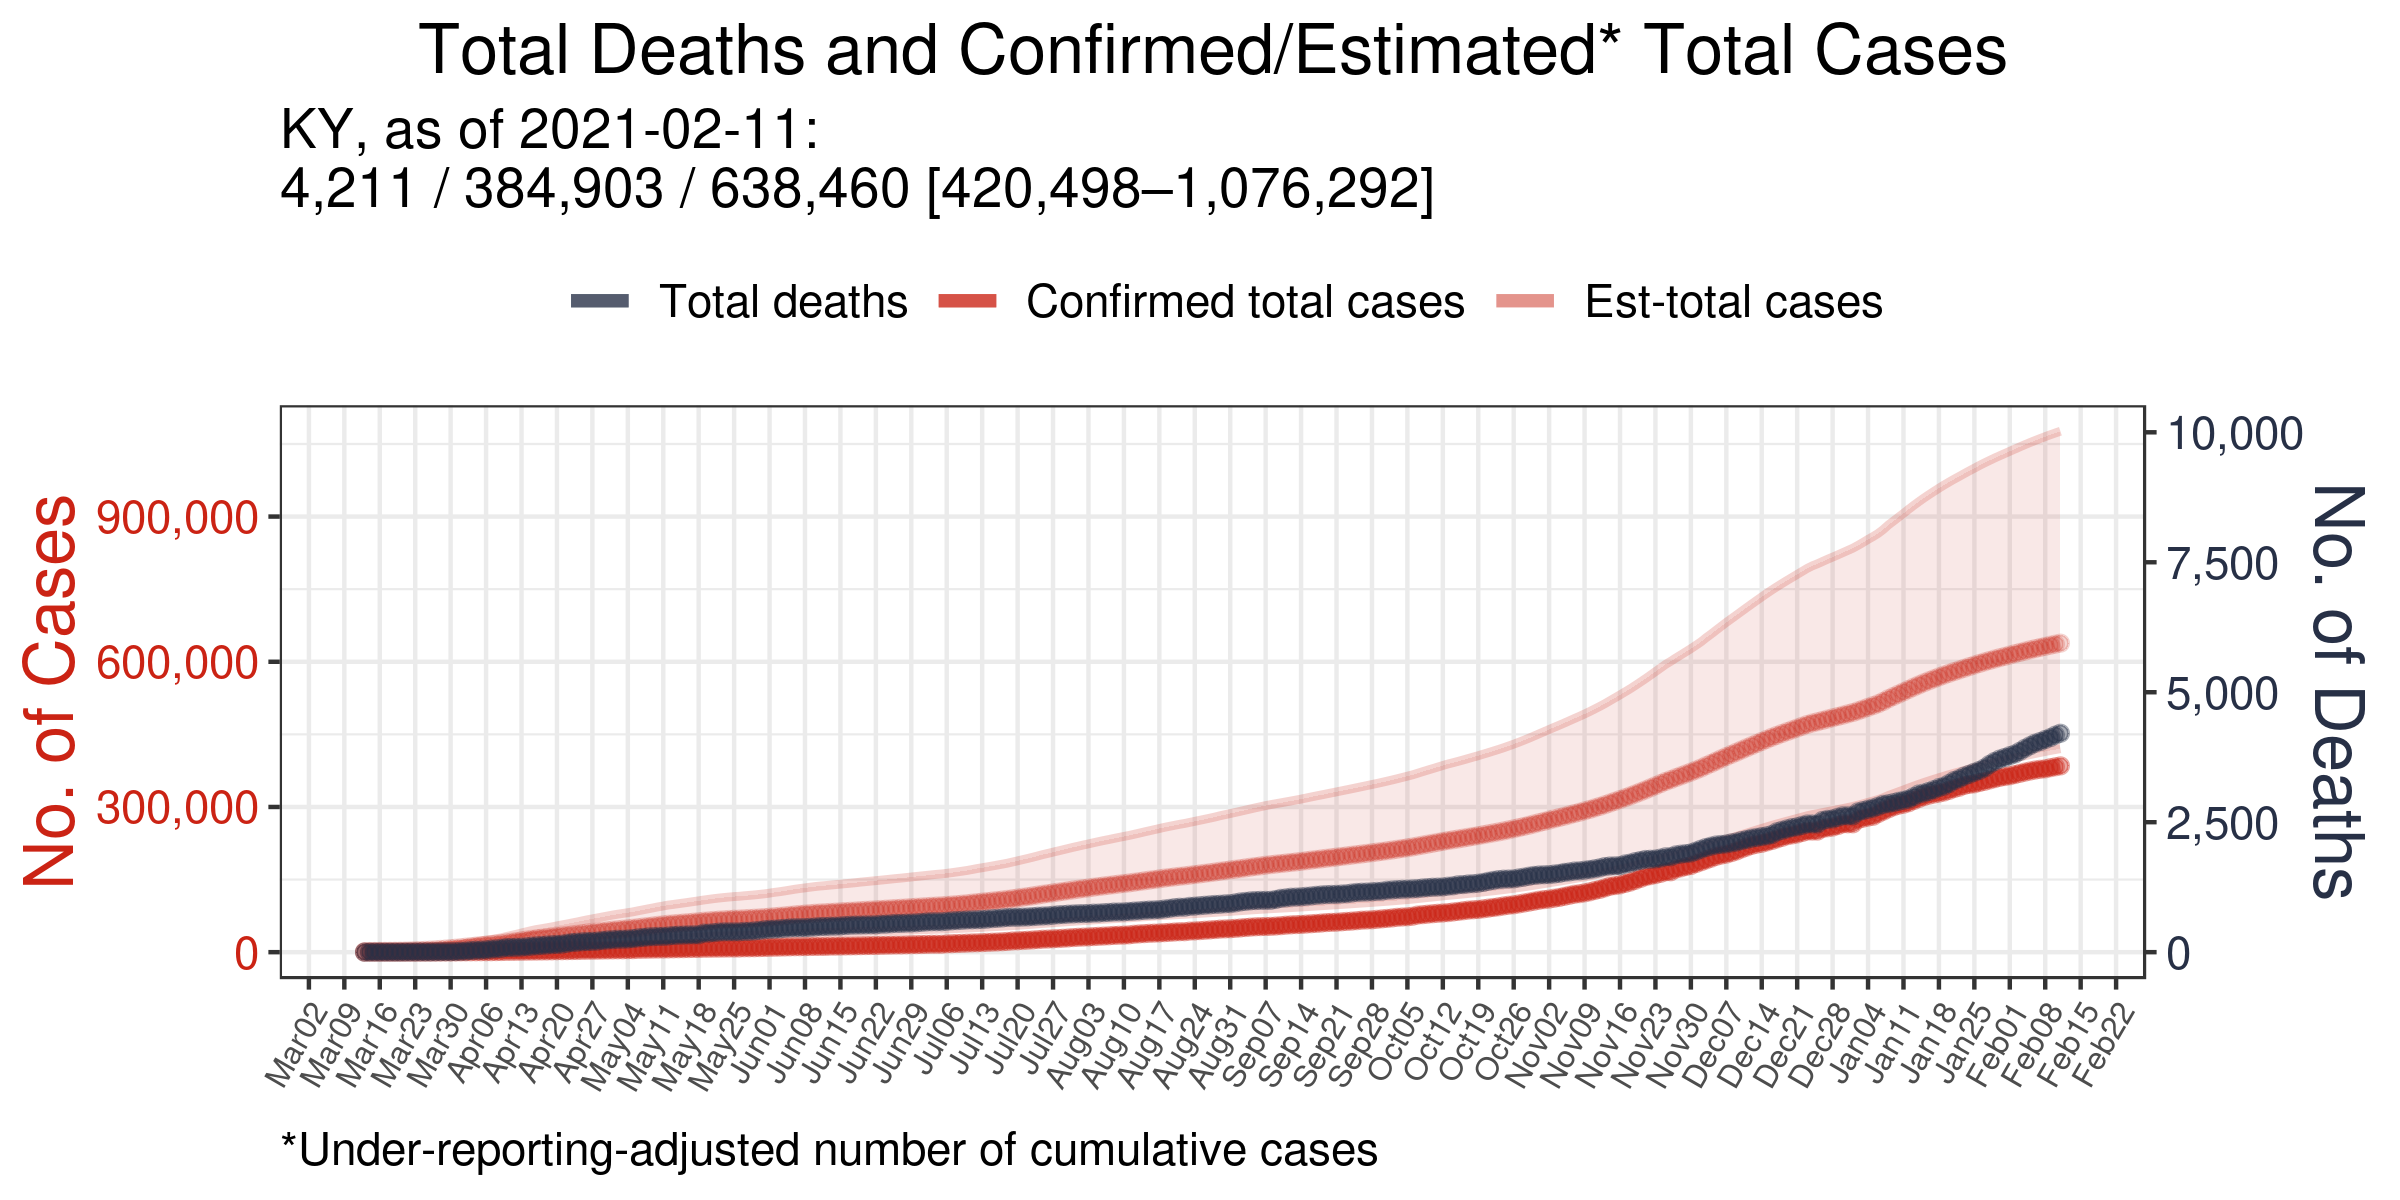 Total Deaths and Confirmed/Estimated* Total Cases
KY, as of 2021-02-11:
4,211 / 384,903 / 638,460 [420,498–1,076,292]
Total deaths
Confirmed total cases
Est-total cases
No. of Cases
900,000
600,000
300,000
0
10,000
7,500
5,000
2,500
0
No. of Deaths
Mar02
Mar09
Mar16
Mar23
Mar30
Apr06
Apr13
Apr20
Apr27
May04
May11
May18
May25
Jun01
Jun08
Jun15
Jun22
Jun29
Jul06
Jul13
Jul20
Jul27
Aug03
Aug10
Aug17
Aug24
Aug31
Sep07
Sep14
Sep21
Sep28
Oct05
Oct12
Oct19
Oct26
Nov02
Nov09
Nov16
Nov23
Nov30
Dec07
Dec14
Dec21
Dec28
Jan04
Jan11
Jan18
Jan25
Feb01
Feb08
Feb15
Feb22
*Under-reporting-adjusted number of cumulative cases